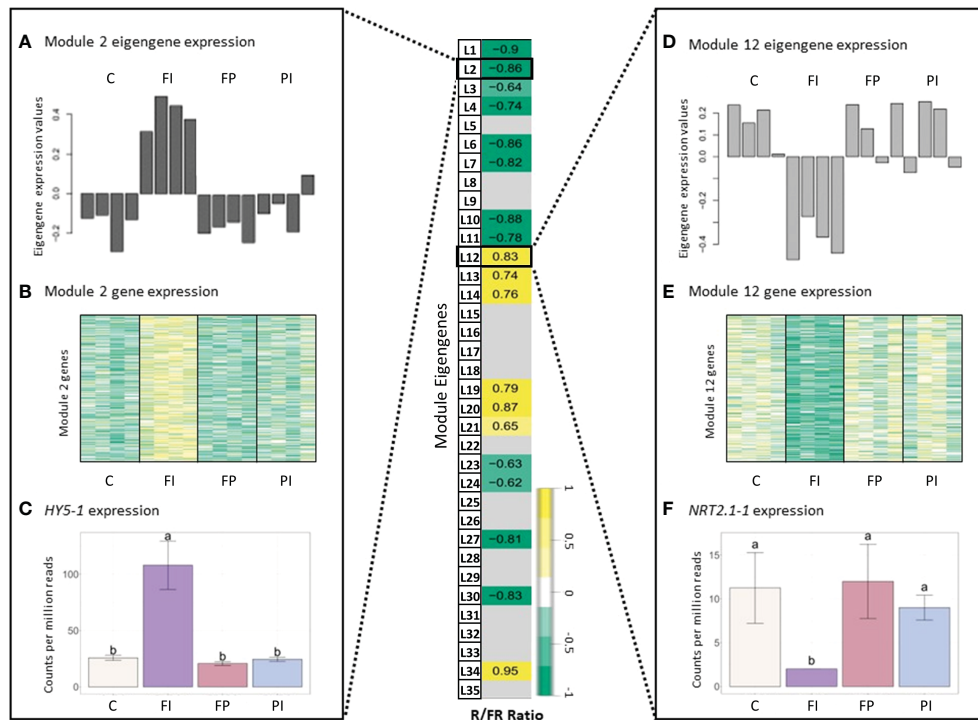 A Module 2 eigengene expression
C FI FP PI
Eigengene expression values
0.4
0.2
0.0
-0.2
B Module 2 gene expression
Module 2 genes
C FI FP PI
C HY5-1 expression
Counts per million reads
100
50
0
b a b b
C FI FP PI
Module Eigengenes
L1 -0.9
L2 -0.86
L3 -0.64
L4 -0.74
L5
L6 -0.86
L7 -0.82
L8
L9
L10 -0.88
L11 -0.78
L12 0.83
L13 0.74
L14 0.76
L15
L16
L17
L18
L19 0.79
L20 0.87
L21 0.65
L22
L23 -0.63
L24 -0.62
L25
L26
L27 -0.81
L28
L29
L30 -0.83
L31
L32
L33
L34 0.95
L35
R/FR Ratio
1
0.5
0
-0.5
-1
D Module 12 eigengene expression
C FI FP PI
Eigengene expression values
0.2
0.1
0.0
-0.2
-0.4
E Module 12 gene expression
Module 12 genes
C FI FP PI
F NRT2.1-1 expression
Counts per million reads
15
10
5
0
a b a a
C FI FP PI